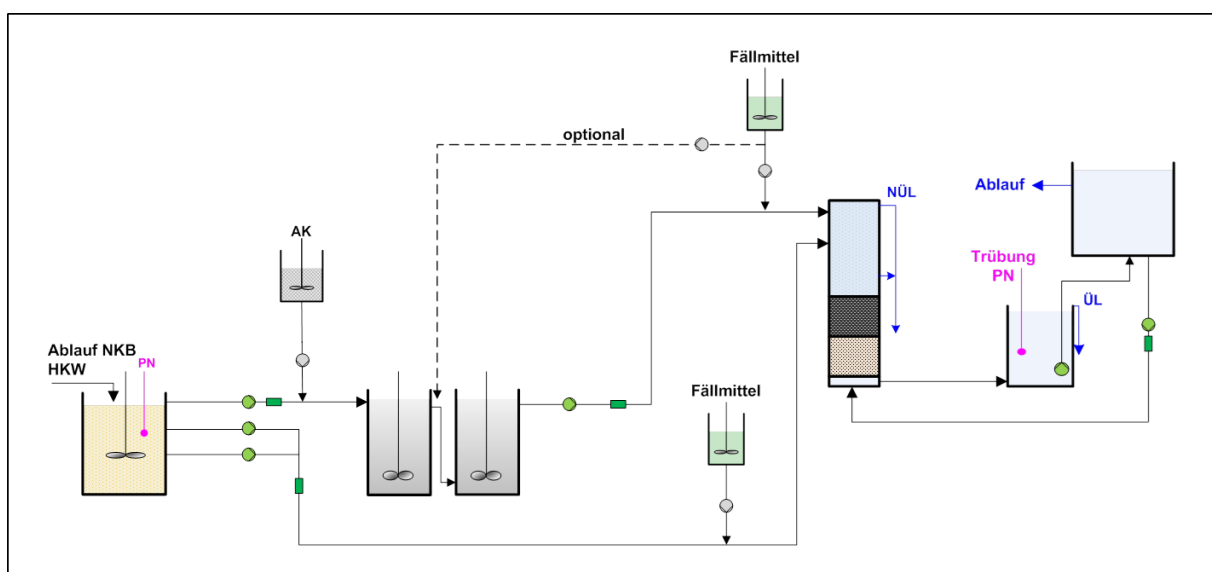 Fällmittel
optional
NÜL
Ablauf
AK
Trübung
PN
ÜL
Ablauf NKB
HKW
PN
Fällmittel